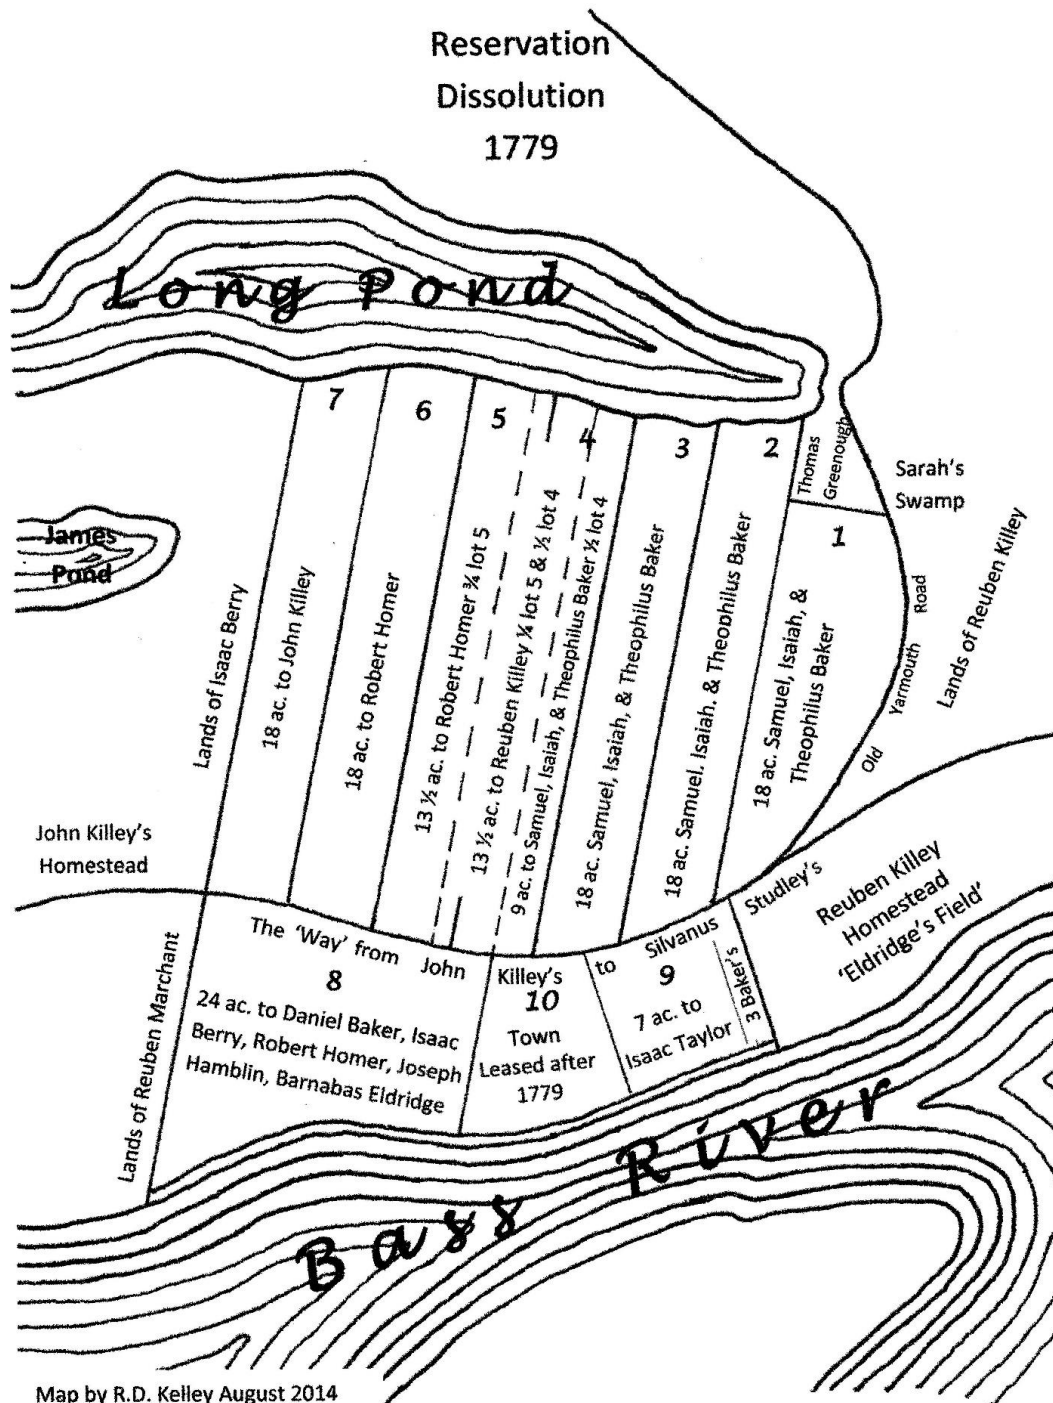 Reservation
Dissolution
1779
Long Pond
7
6
5
4
3
2
Thomas
Greenough
Sarah's
Swamp
1
James
Pond
Lands of Isaac Berry
18 ac. to John Killey
18 ac. to Robert Homer
13 ½ ac. to Robert Homer ¾ lot 5
13 ½ ac. to Reuben Killey ¼ lot 5 & ½ lot 4
9 ac. to Samuel, Isaiah, & Theophilus Baker ½ lot 4
18 ac. Samuel, Isaiah, & Theophilus Baker
18 ac. Samuel. Isaiah. & Theophilus Baker
18 ac. Samuel, Isaiah, &
Theophilus Baker
Old Yarmouth Road
Lands of Reuben Killey
John Killey's
Homestead
The 'Way' from John Killey's to Silvanus Studley's
Reuben Killey
Homestead
'Eldridge's Field'
Lands of Reuben Marchant
8
24 ac. to Daniel Baker, Isaac
Berry, Robert Homer, Joseph
Hamblin, Barnabas Eldridge
10
Town
Leased after
1779
9
7 ac. to
Isaac Taylor
3 Baker's
Bass River
Map by R.D. Kelley August 2014